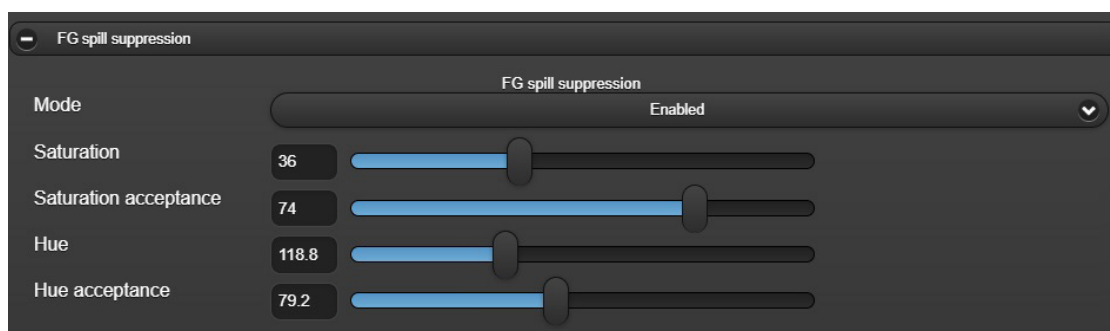 FG spill suppression
FG spill suppression
Mode
Enabled
Saturation
36
Saturation acceptance
74
Hue
118.8
Hue acceptance
79.2